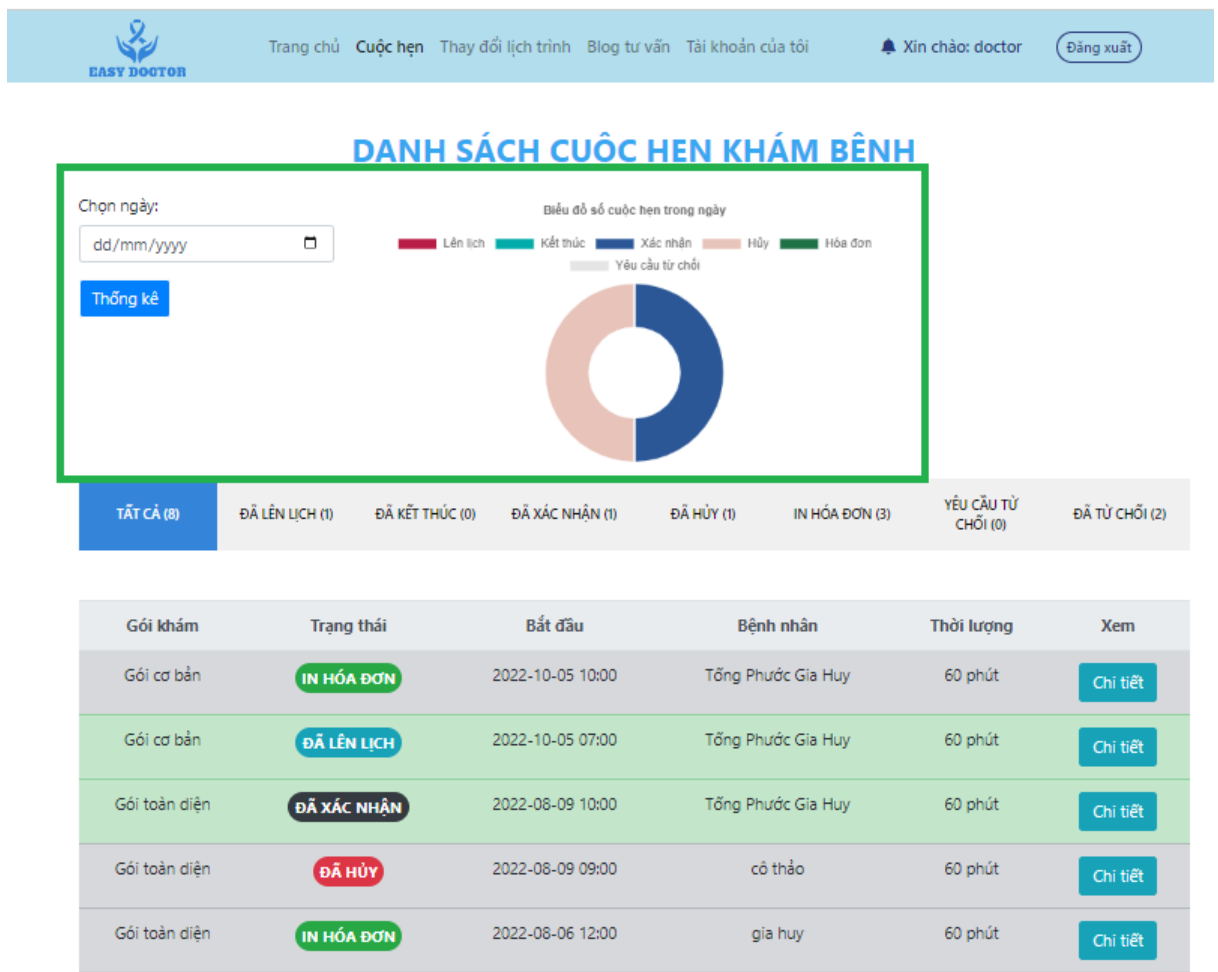 EASY DOCTOR
Trang chủ Cuộc hẹn Thay đổi lịch trình Blog tư vấn Tài khoản của tôi Xin chào: doctor Đăng xuất
DANH SÁCH CUỘC HẸN KHÁM BỆNH
Chọn ngày:
dd/mm/yyyy
Thống kê
Biểu đồ số cuộc hẹn trong ngày
Lên lịch Kết thúc Xác nhận Hủy Hóa đơn
Yêu cầu từ chối
TẤT CẢ (8) ĐÃ LÊN LỊCH (1) ĐÃ KẾT THÚC (0) ĐÃ XÁC NHẬN (1) ĐÃ HỦY (1) IN HÓA ĐƠN (3) YÊU CẦU TỪ CHỐI (0) ĐÃ TỪ CHỐI (2)
Gói khám Trạng thái Bắt đầu Bệnh nhân Thời lượng Xem
Gói cơ bản IN HÓA ĐƠN 2022-10-05 10:00 Tống Phước Gia Huy 60 phút Chi tiết
Gói cơ bản ĐÃ LÊN LỊCH 2022-10-05 07:00 Tống Phước Gia Huy 60 phút Chi tiết
Gói toàn diện ĐÃ XÁC NHẬN 2022-08-09 10:00 Tống Phước Gia Huy 60 phút Chi tiết
Gói toàn diện ĐÃ HỦY 2022-08-09 09:00 cô thảo 60 phút Chi tiết
Gói toàn diện IN HÓA ĐƠN 2022-08-06 12:00 gia huy 60 phút Chi tiết